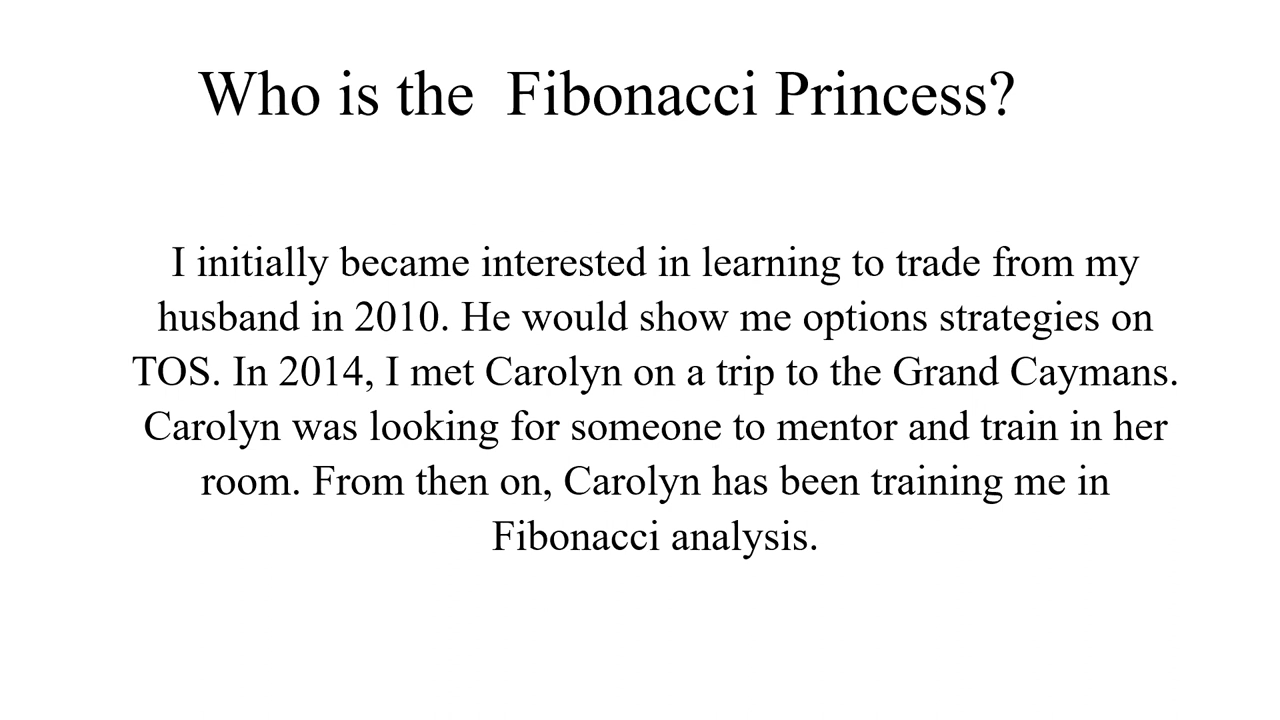 Who is the  Fibonacci Princess?
I initially became interested in learning to trade from my
husband in 2010. He would show me options strategies on
TOS. In 2014, I met Carolyn on a trip to the Grand Caymans.
Carolyn was looking for someone to mentor and train in her
room. From then on, Carolyn has been training me in
Fibonacci analysis.